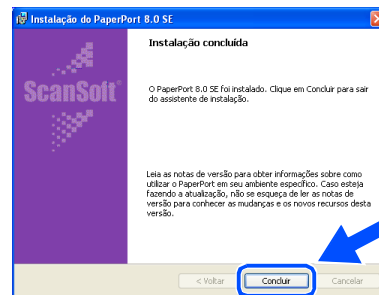 Instalação do PaperPort 8.0 SE
Instalação concluída
ScanSoft®
O PaperPort 8.0 SE foi instalado. Clique em Concluir para sair
do assistente de instalação.
Leia as notas de versão para obter informações sobre como
utilizar o PaperPort em seu ambiente específico. Caso esteja
fazendo a atualização, não se esqueça de ler as notas de
versão para conhecer as mudanças e os novos recursos desta
versão.
< Voltar
Concluir
Cancelar